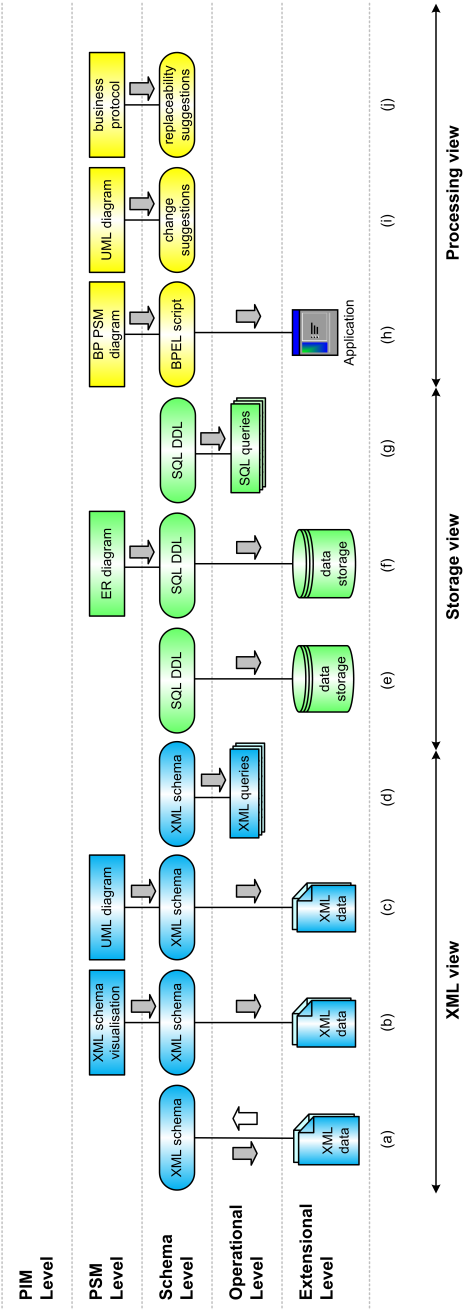 PIM
Level
PSM
Level
XML schema
visualisation
UML diagram
ER diagram
BP PSM
diagram
UML diagram
business
protocol
Schema
Level
XML schema
XML schema
XML schema
XML schema
SQL DDL
SQL DDL
SQL DDL
BPEL script
change
suggestions
replaceability
suggestions
Operational
Level
XML queries
SQL queries
Extensional
Level
XML
data
XML
data
XML
data
data
storage
data
storage
Application
(a)
(b)
(c)
(d)
(e)
(f)
(g)
(h)
(i)
(j)
XML view
Storage view
Processing view